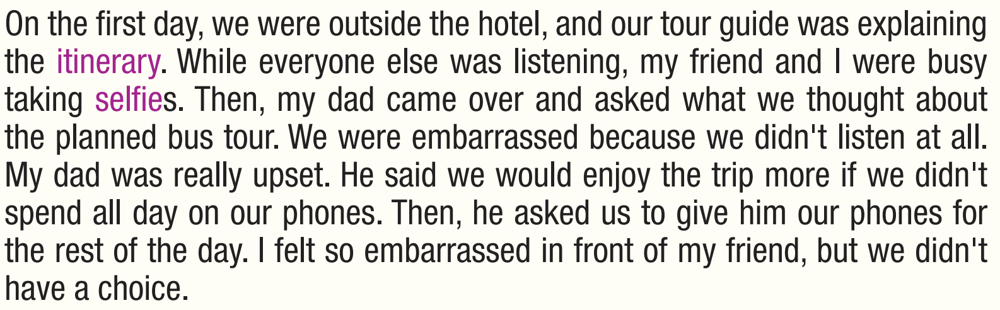 On the first day, we were outside the hotel, and our tour guide was explaining
the itinerary. While everyone else was listening, my friend and I were busy
taking selfies. Then, my dad came over and asked what we thought about
the planned bus tour. We were embarrassed because we didn't listen at all.
My dad was really upset. He said we would enjoy the trip more if we didn't
spend all day on our phones. Then, he asked us to give him our phones for
the rest of the day. I felt so embarrassed in front of my friend, but we didn't
have a choice.